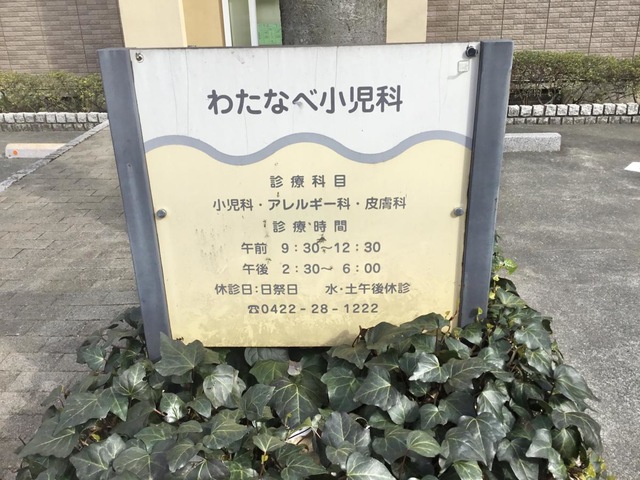 わたなべ小児科
診療科目
小児科・アレルギー科・皮膚科
診療時間
午前 9:30〜12:30
午後 2:30〜 6:00
休診日:日祭日 水・土午後休診
☎0422-28-1222